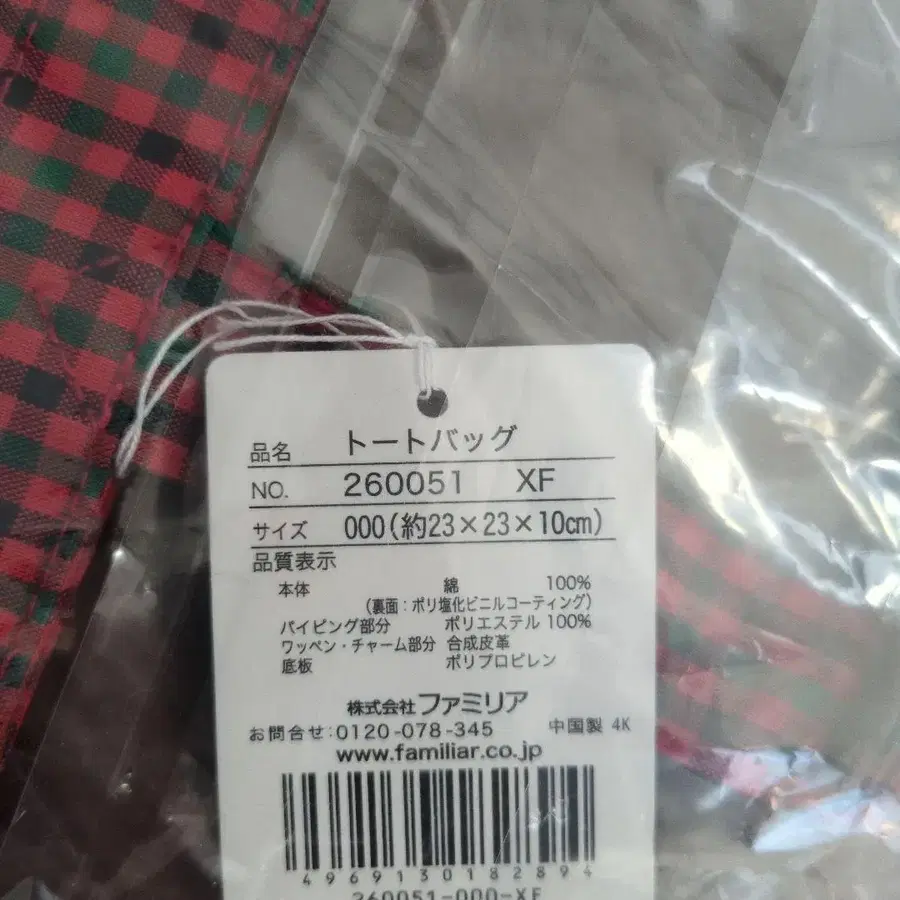 品名 トートバッグ
NO. 260051 XF
サイズ 000(約23×23×10cm)
品質表示
本体 綿 100%
(裏面:ポリ塩化ビニルコーティング)
パイピング部分 ポリエステル 100%
ワッペン・チャーム部分 合成皮革
底板 ポリプロピレン
株式会社ファミリア
お問合せ:0120-078-345 中国製 4K
www.familiar.co.jp
4969130182894
260051-000-XF